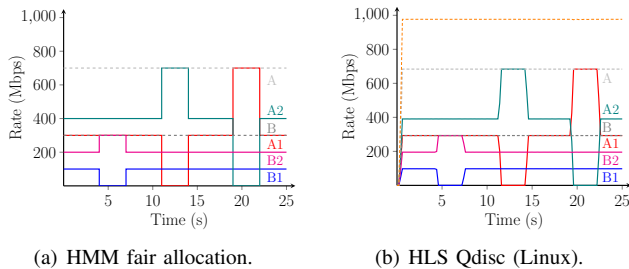 1,000
800
600
400
200
Rate (Mbps)
A
A2
B
A1
B2
B1
5
10
15
20
25
Time (s)
(a) HMM fair allocation.
1,000
800
600
400
200
Rate (Mbps)
A
A2
B
A1
B2
B1
5
10
15
20
25
Time (s)
(b) HLS Qdisc (Linux).